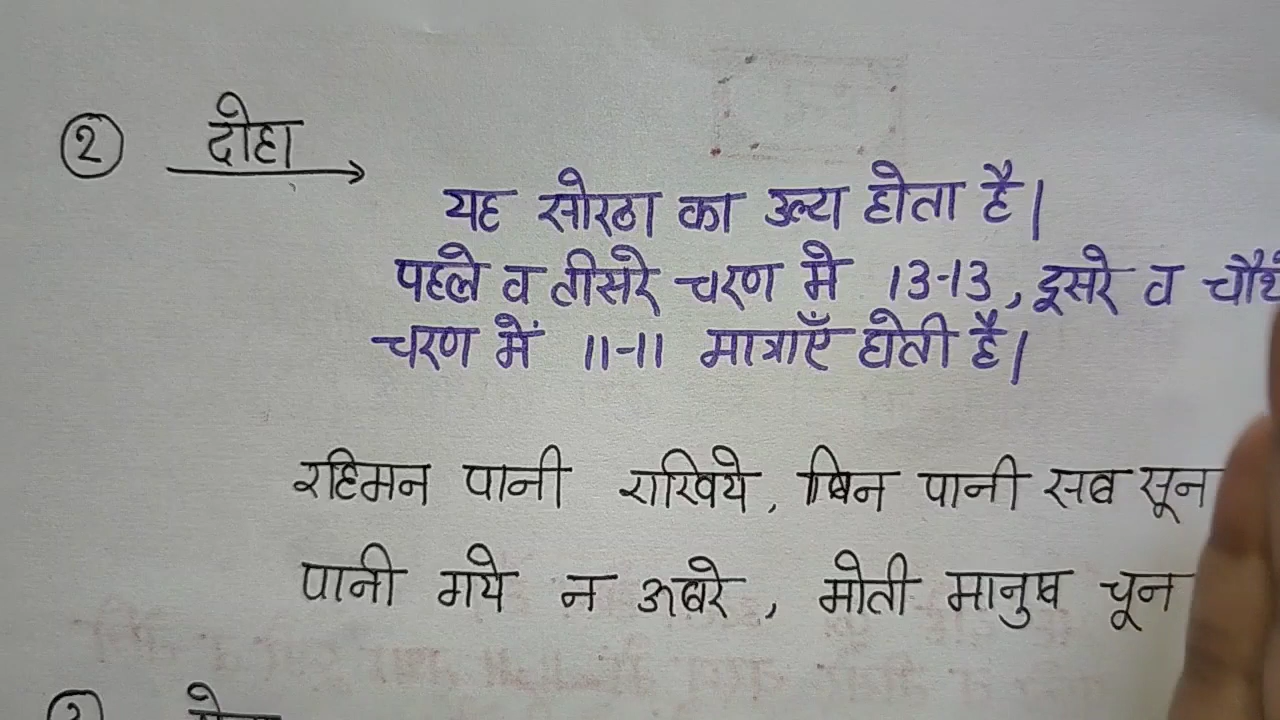 ② दोहा
यह सोरठा का उल्टा होता है।
पहले व तीसरे चरण मे 13-13, दूसरे व चौथे
चरण में 11-11 मात्राएँ होती है।
रहिमन पानी राखिये, बिन पानी सब सून
पानी गये न ऊबरे, मोती मानुष चून